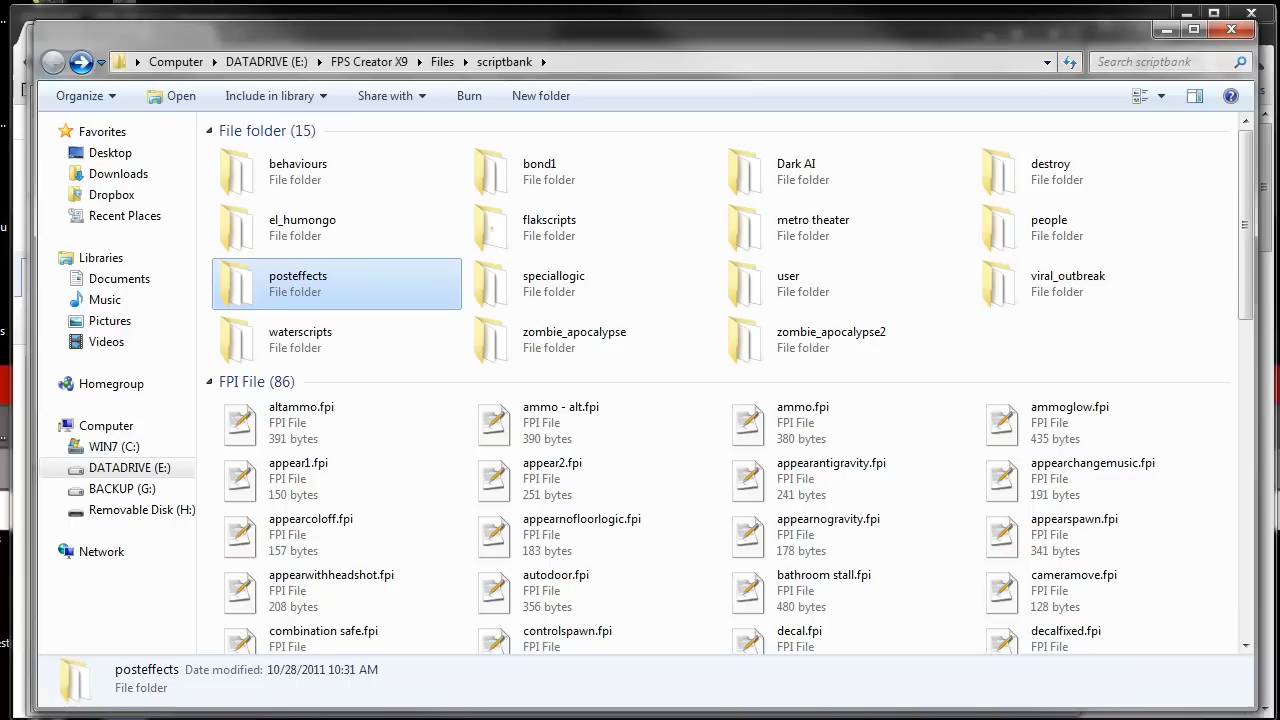 Computer DATADRIVE (E:) FPS Creator X9 Files scriptbank Search scriptbank
Organize Open Include in library Share with Burn New folder
Favorites
Desktop
Downloads
Dropbox
Recent Places
Libraries
Documents
Music
Pictures
Videos
Homegroup
Computer
WIN7 (C:)
DATADRIVE (E:)
BACKUP (G:)
Removable Disk (H:)
Network
File folder (15)
behaviours bond1 Dark AI destroy
File folder File folder File folder File folder
el_humongo flakscripts metro theater people
File folder File folder File folder File folder
posteffects speciallogic user viral_outbreak
File folder File folder File folder File folder
waterscripts zombie_apocalypse zombie_apocalypse2
File folder File folder File folder
FPI File (86)
altammo.fpi ammo - alt.fpi ammo.fpi ammoglow.fpi
FPI File FPI File FPI File FPI File
391 bytes 390 bytes 380 bytes 435 bytes
appear1.fpi appear2.fpi appearantigravity.fpi appearchangemusic.fpi
FPI File FPI File FPI File FPI File
150 bytes 251 bytes 241 bytes 191 bytes
appearcoloff.fpi appearnofloorlogic.fpi appearnogravity.fpi appearspawn.fpi
FPI File FPI File FPI File FPI File
157 bytes 183 bytes 178 bytes 341 bytes
appearwithheadshot.fpi autodoor.fpi bathroom stall.fpi cameramove.fpi
FPI File FPI File FPI File FPI File
208 bytes 356 bytes 480 bytes 128 bytes
combination safe.fpi controlspawn.fpi decal.fpi decalfixed.fpi
FPI File FPI File FPI File FPI File
posteffects Date modified: 10/28/2011 10:31 AM
File folder